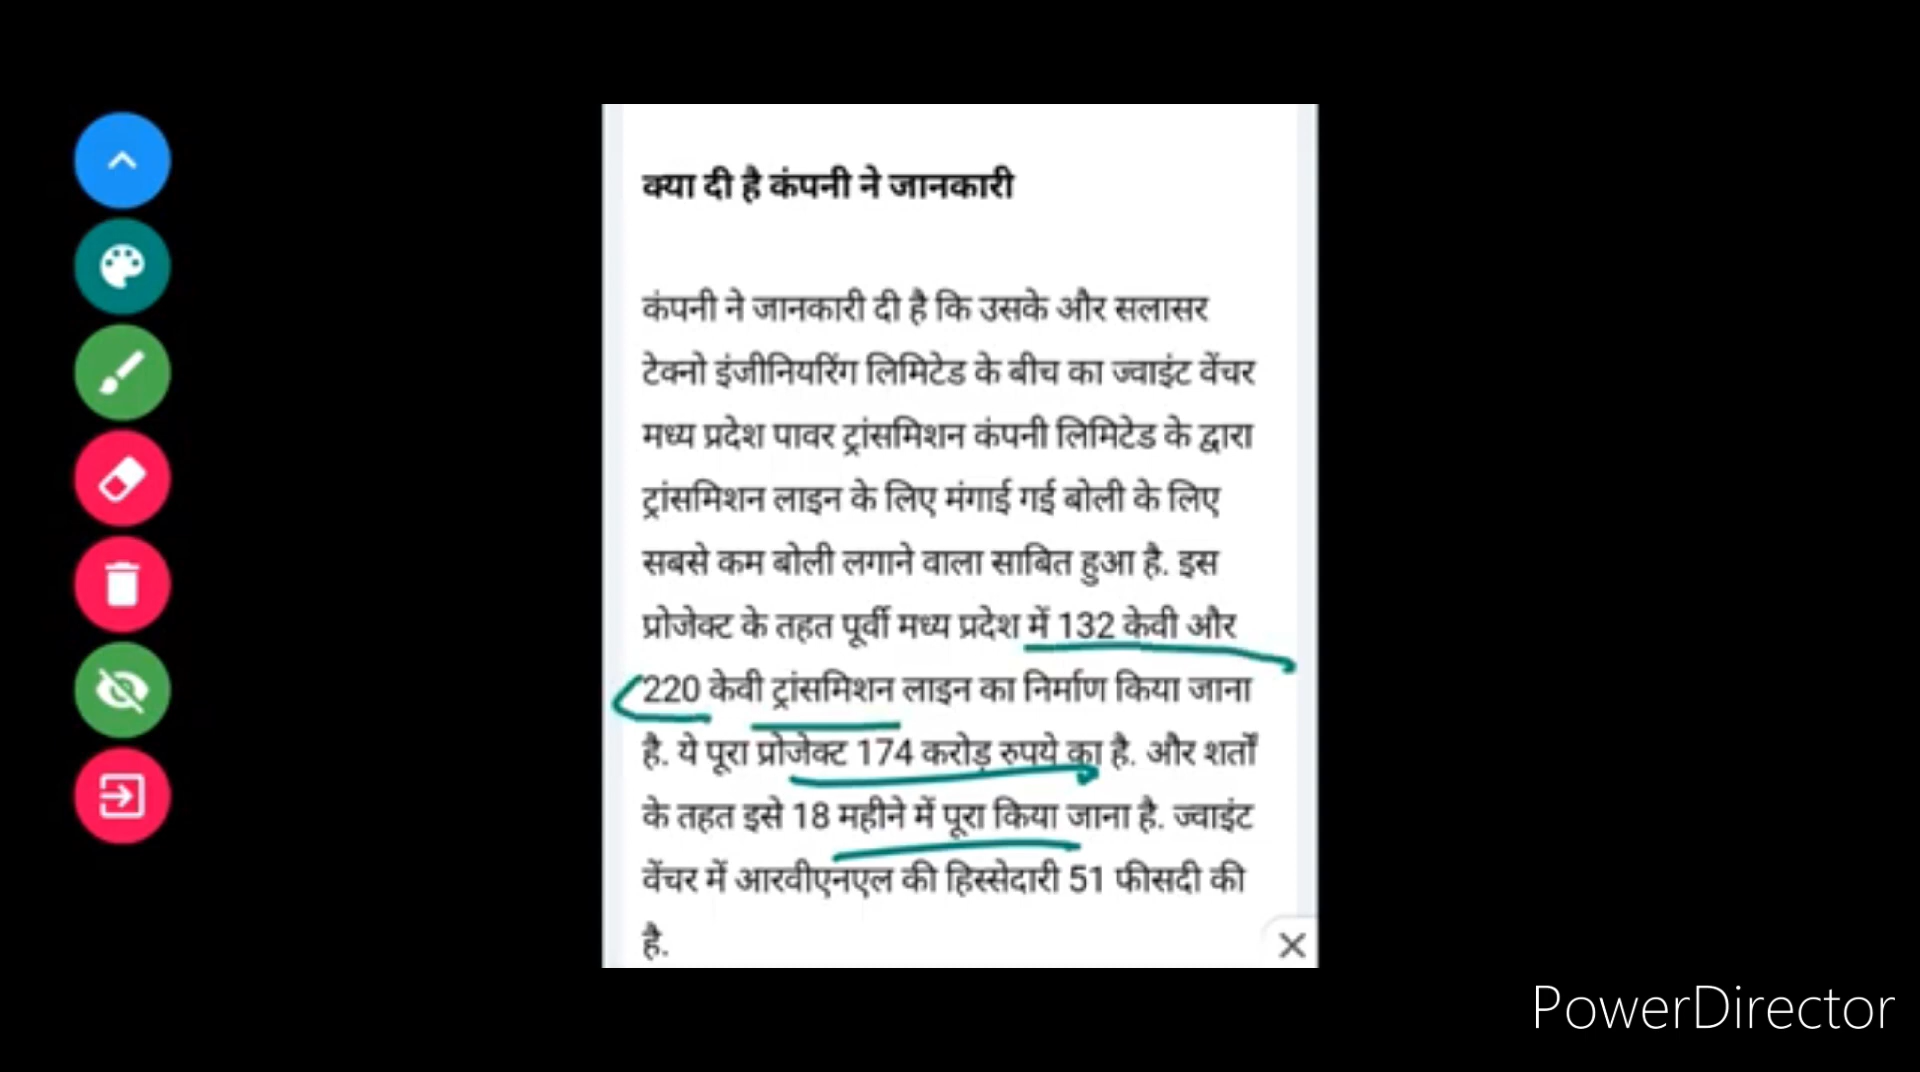 क्या दी है कंपनी ने जानकारी
कंपनी ने जानकारी दी है कि उसके और सलासर
टेक्नो इंजीनियरिंग लिमिटेड के बीच का ज्वाइंट वेंचर
मध्य प्रदेश पावर ट्रांसमिशन कंपनी लिमिटेड के द्वारा
ट्रांसमिशन लाइन के लिए मंगाई गई बोली के लिए
सबसे कम बोली लगाने वाला साबित हुआ है. इस
प्रोजेक्ट के तहत पूर्वी मध्य प्रदेश में 132 केवी और
220 केवी ट्रांसमिशन लाइन का निर्माण किया जाना
है. ये पूरा प्रोजेक्ट 174 करोड़ रुपये का है. और शर्तों
के तहत इसे 18 महीने में पूरा किया जाना है. ज्वाइंट
वेंचर में आरवीएनएल की हिस्सेदारी 51 फीसदी की
है.
PowerDirector